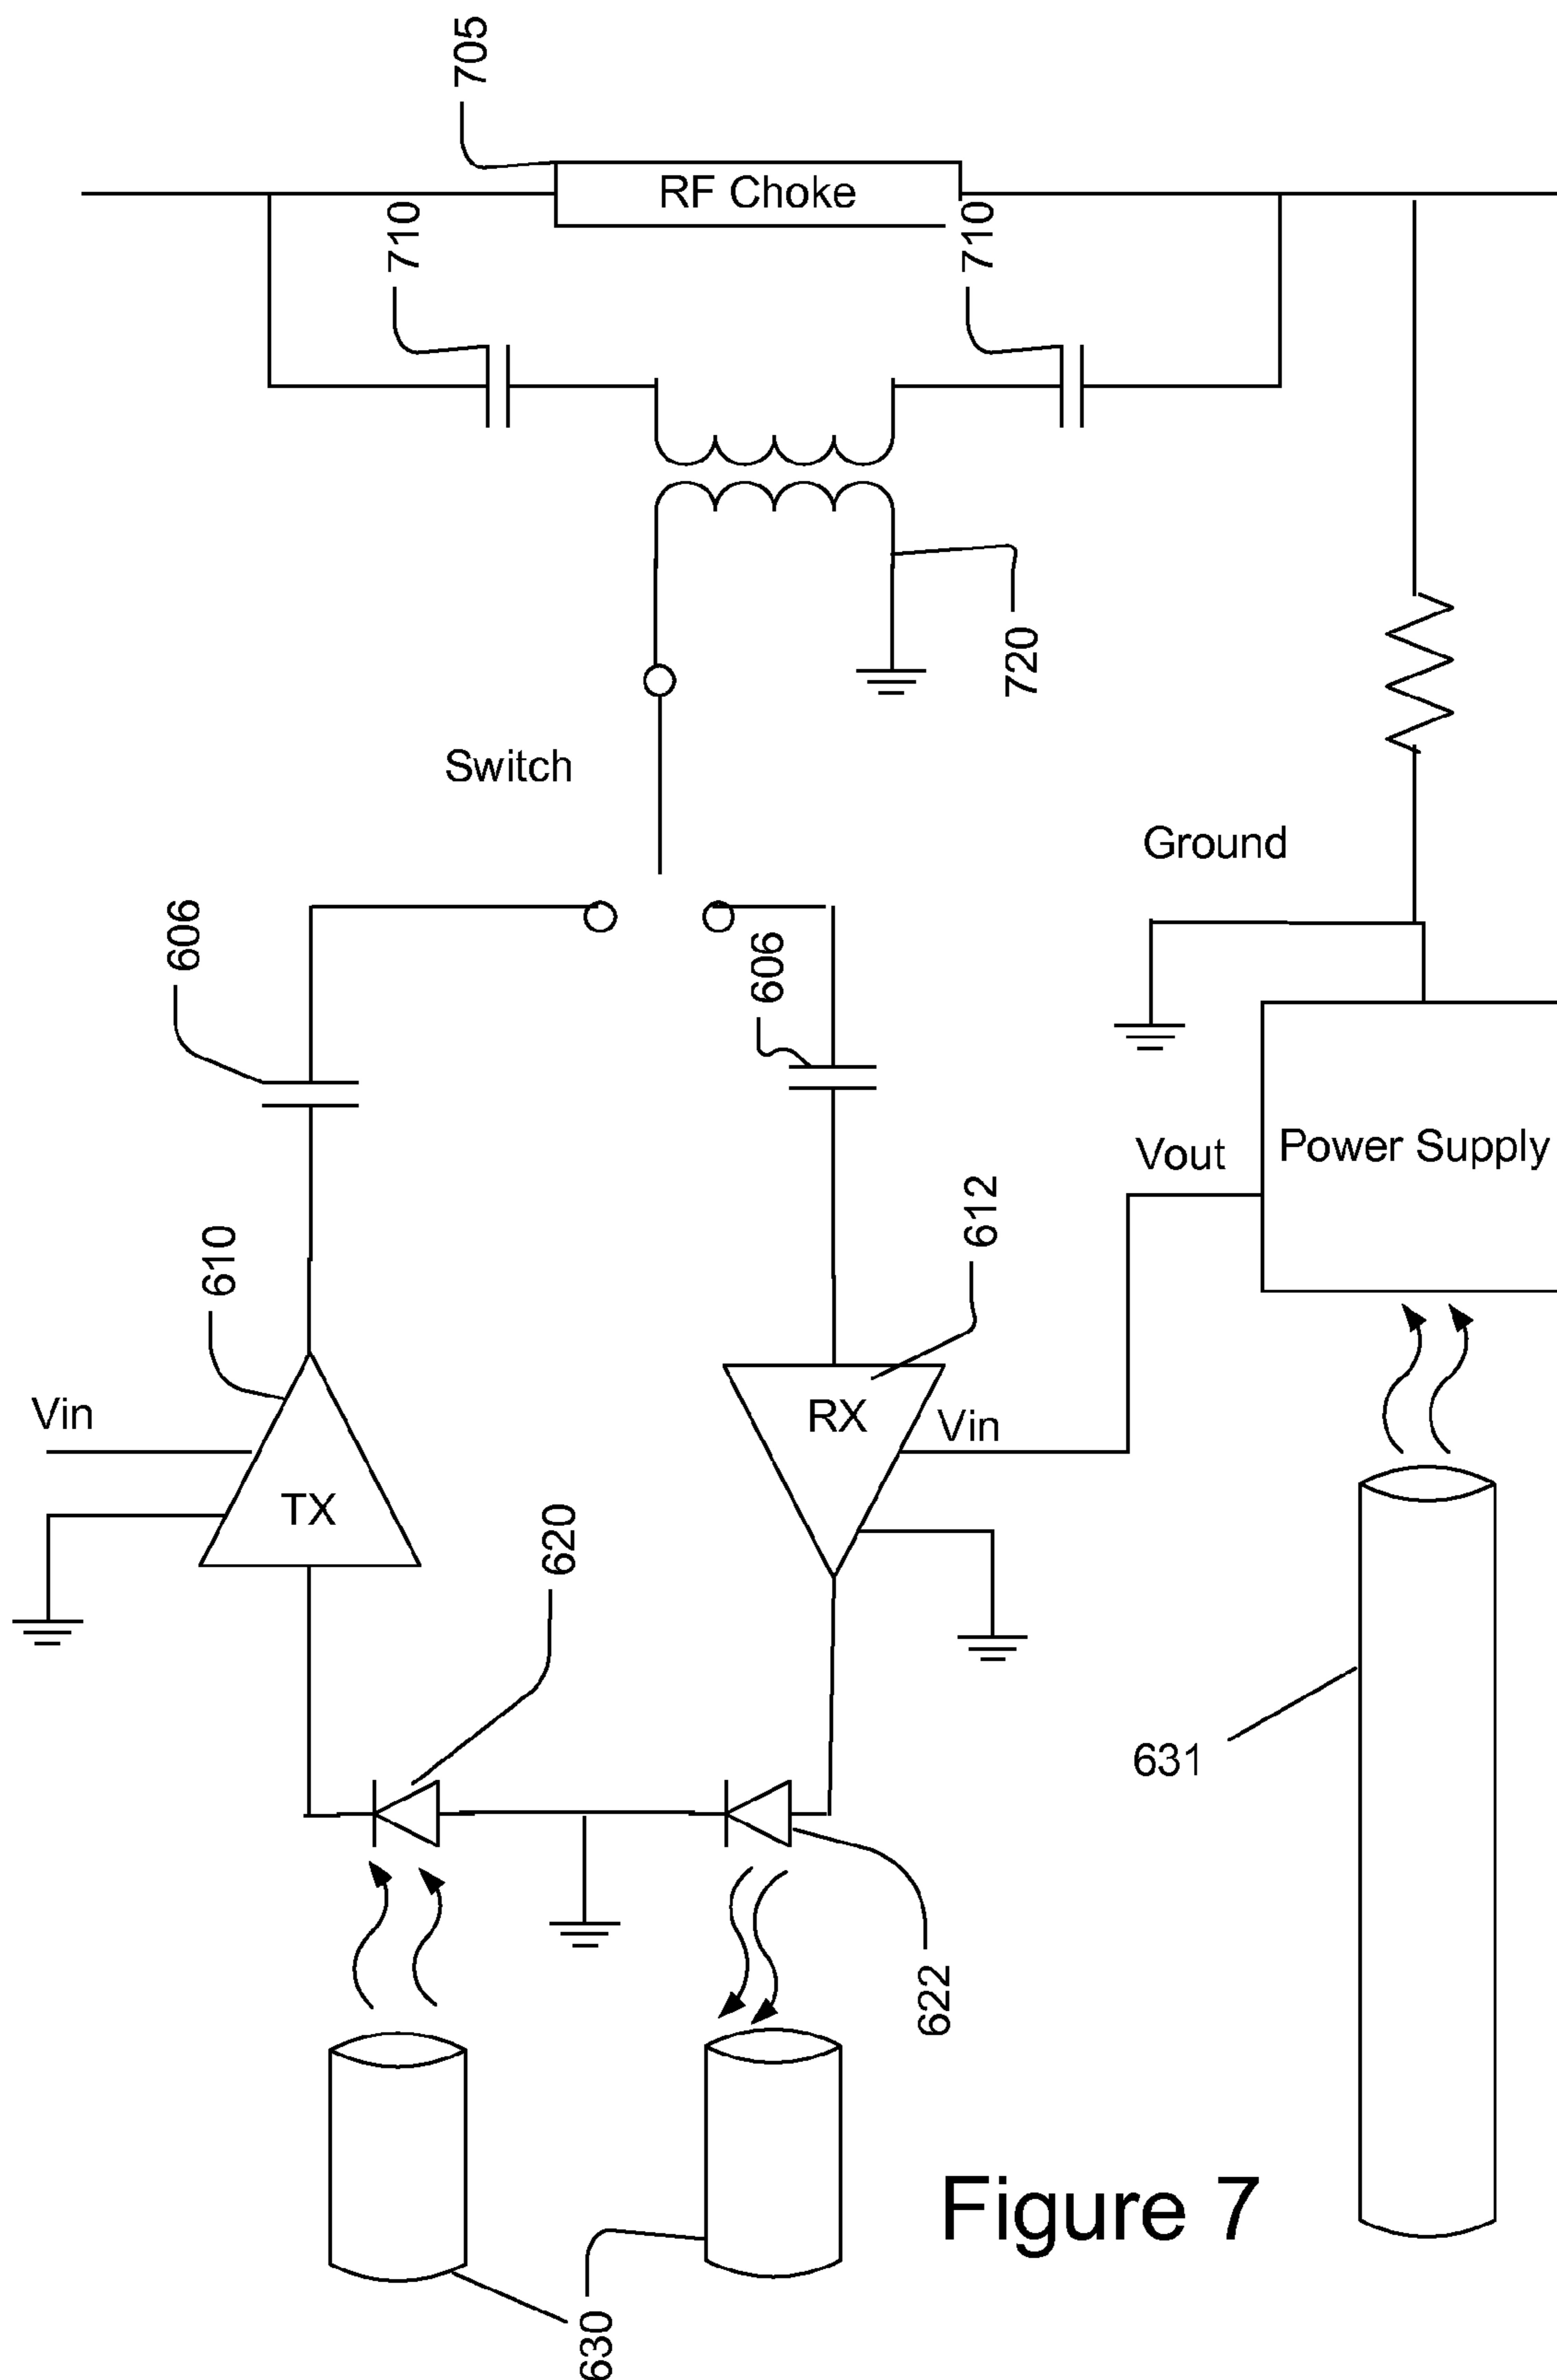 705
RF Choke
710
710
720
Switch
Ground
606
606
Vout
Power Supply
612
610
Vin
RX
Vin
TX
620
631
622
Figure 7
630